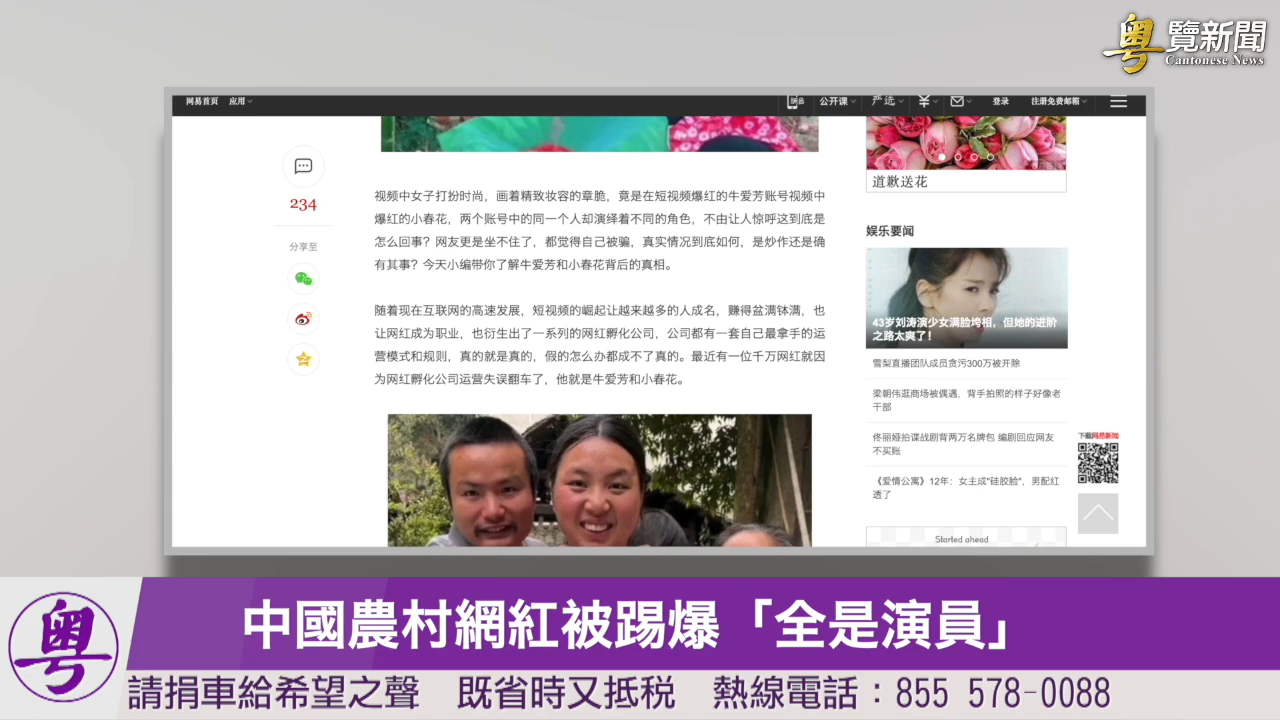 粤覽新聞
Cantonese News
网易首页 应用
公开课 严选 登录 注册免费邮箱
234
分享至
视频中女子打扮时尚，画着精致妆容的章脆，竟是在短视频爆红的牛爱芳账号视频中
爆红的小春花，两个账号中的同一个人却演绎着不同的角色，不由让人惊呼这到底是
怎么回事？网友更是坐不住了，都觉得自己被骗，真实情况到底如何，是炒作还是确
有其事？今天小编带你了解牛爱芳和小春花背后的真相。
随着现在互联网的高速发展，短视频的崛起让越来越多的人成名，赚得盆满钵满，也
让网红成为职业，也衍生出了一系列的网红孵化公司，公司都有一套自己最拿手的运
营模式和规则，真的就是真的，假的怎么办都成不了真的。最近有一位千万网红就因
为网红孵化公司运营失误翻车了，他就是牛爱芳和小春花。
道歉送花
娱乐要闻
43岁刘涛演少女满脸垮相，但她的进阶
之路太爽了！
雪梨直播团队成员贪污300万被开除
梁朝伟逛商场被偶遇，背手拍照的样子好像老
干部
佟丽娅拍谍战剧背两万名牌包 编剧回应网友
不买账
《爱情公寓》12年：女主成"硅胶脸"，男配红
透了
下载网易新闻
Started ahead
粤
中國農村網紅被踢爆「全是演員」
請捐車給希望之聲 既省時又抵税 熱線電話：855 578-0088